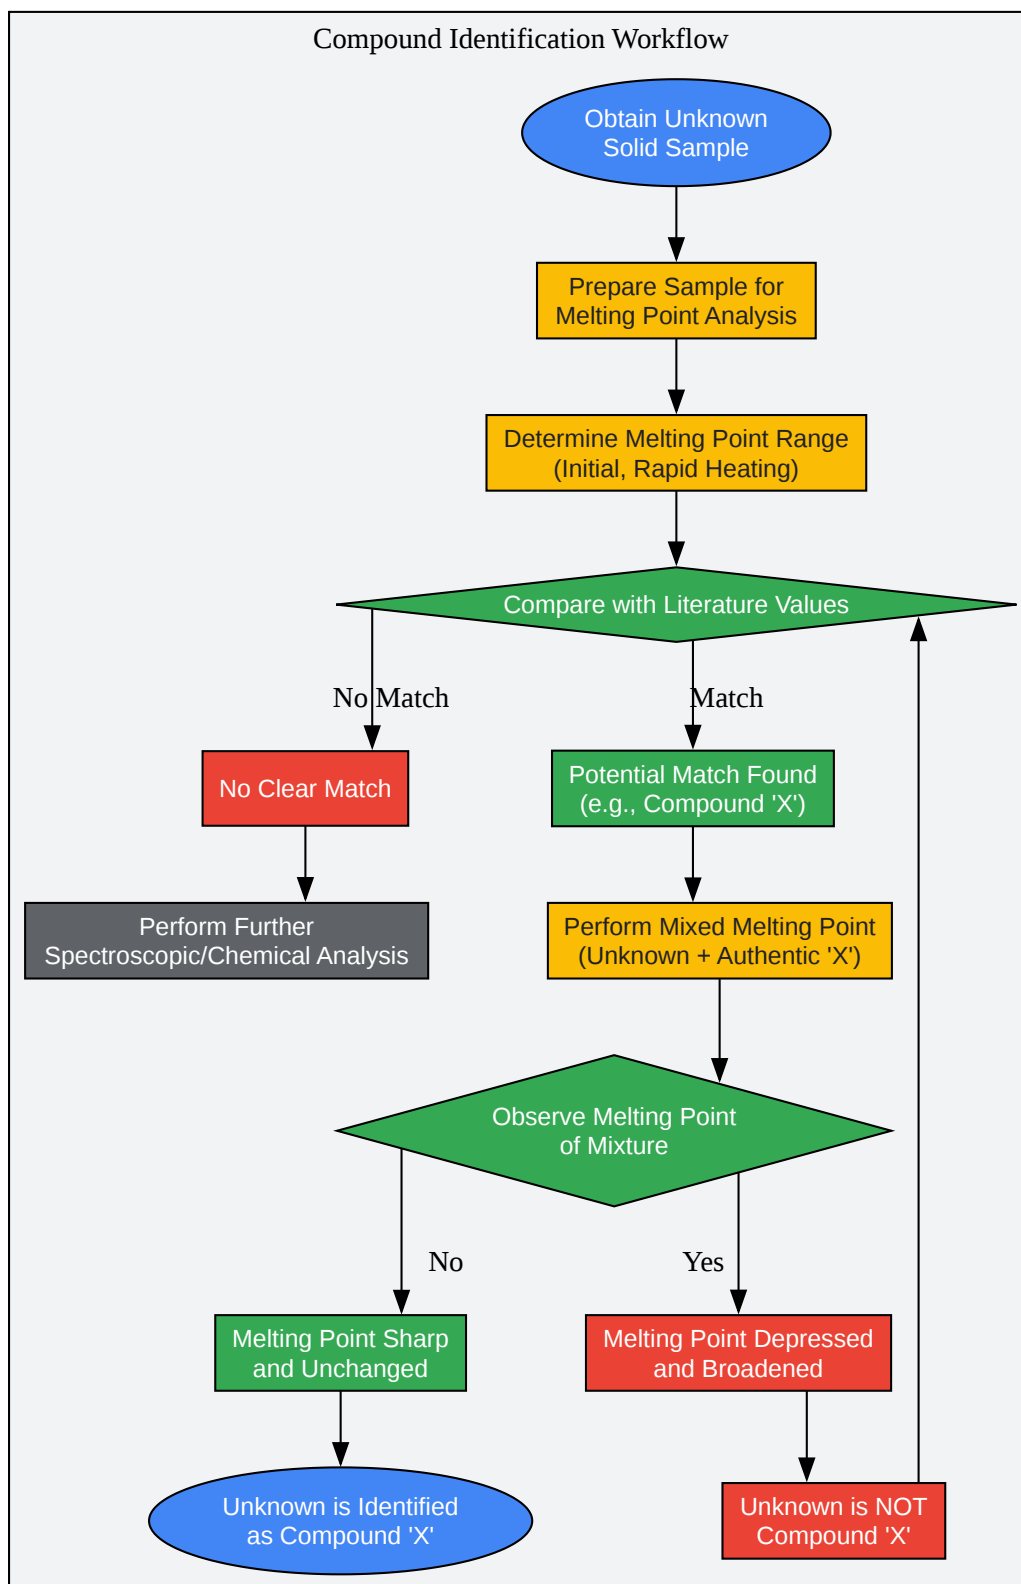 Compound Identification Workflow
Obtain Unknown
Solid Sample
Prepare Sample for
Melting Point Analysis
Determine Melting Point Range
(Initial, Rapid Heating)
Compare with Literature Values
No Match
Match
No Clear Match
Potential Match Found
(e.g., Compound 'X')
Perform Further
Spectroscopic/Chemical Analysis
Perform Mixed Melting Point
(Unknown + Authentic 'X')
Observe Melting Point
of Mixture
No
Yes
Melting Point Sharp
and Unchanged
Melting Point Depressed
and Broadened
Unknown is Identified
as Compound 'X'
Unknown is NOT
Compound 'X'